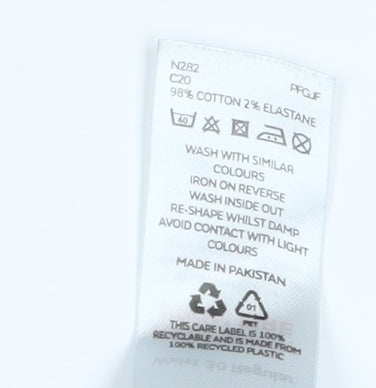 N282
C20 PFGJF
98% COTTON 2% ELASTANE
40
WASH WITH SIMILAR
COLOURS
IRON ON REVERSE
WASH INSIDE OUT
RE-SHAPE WHILST DAMP
AVOID CONTACT WITH LIGHT
COLOURS
MADE IN PAKISTAN
01
PET
THIS CARE LABEL IS 100%
RECYCLABLE AND IS MADE FROM
100% RECYCLED PLASTIC